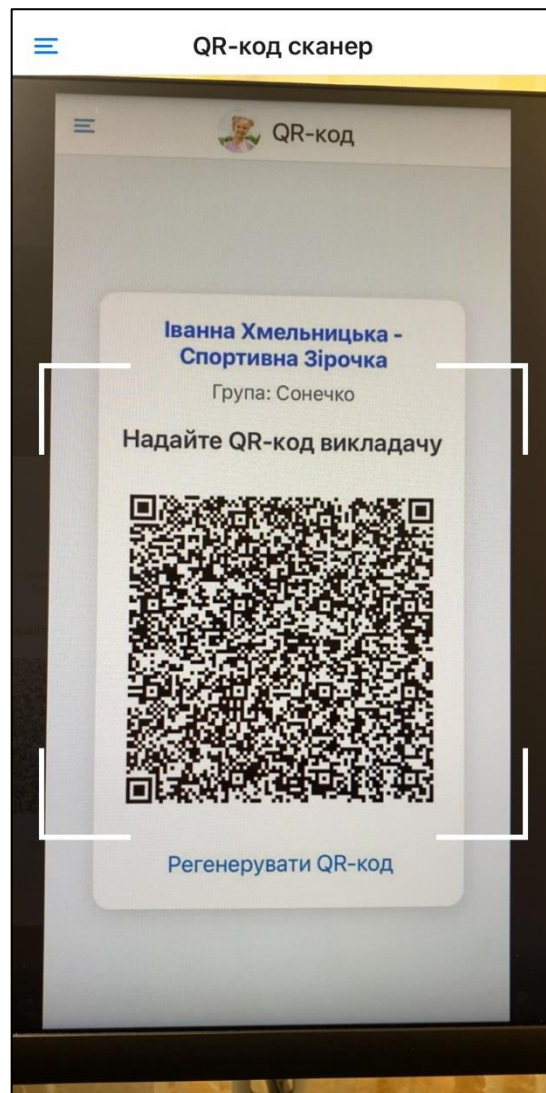 QR-код сканер
QR-код
Іванна Хмельницька -
Спортивна Зірочка
Група: Сонечко
Надайте QR-код викладачу
Регенерувати QR-код